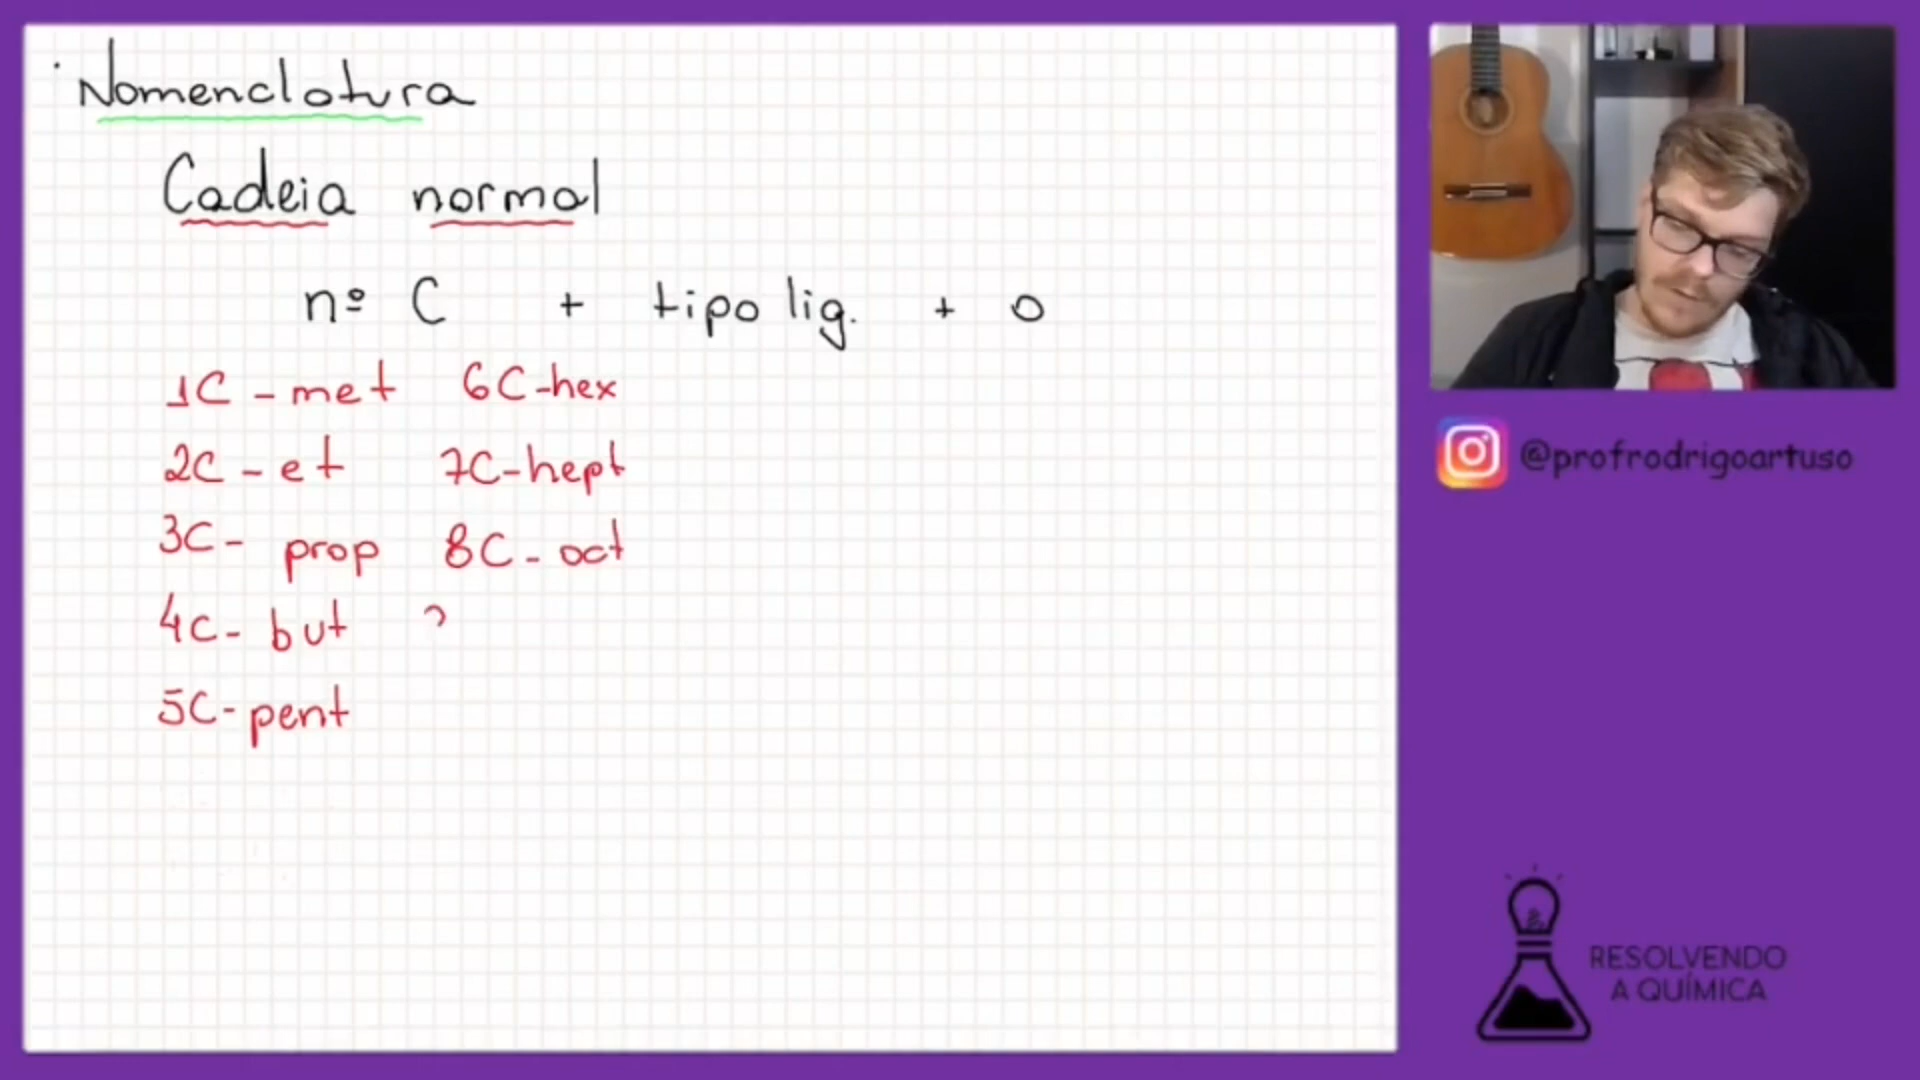 Nomenclatura
Cadeia normal
nº C + tipo lig. + o
1C - met 6C-hex
2C - et 7C-hept
3C- prop 8C- oct
4C- but
5C- pent
@profrodrigoartuso
RESOLVENDO
A QUÍMICA